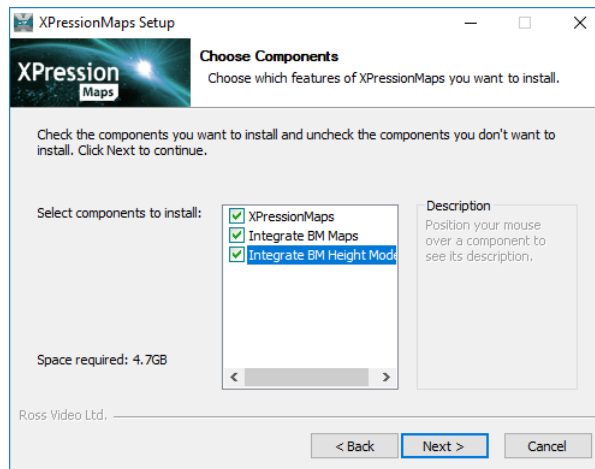 XPressionMaps Setup
XPression
Maps
Choose Components
Choose which features of XPressionMaps you want to install.
Check the components you want to install and uncheck the components you don't want to
install. Click Next to continue.
Select components to install:
XPressionMaps
Integrate BM Maps
Integrate BM Height Mode
Description
Position your mouse
over a component to
see its description.
Space required: 4.7GB
Ross Video Ltd.
< Back
Next >
Cancel